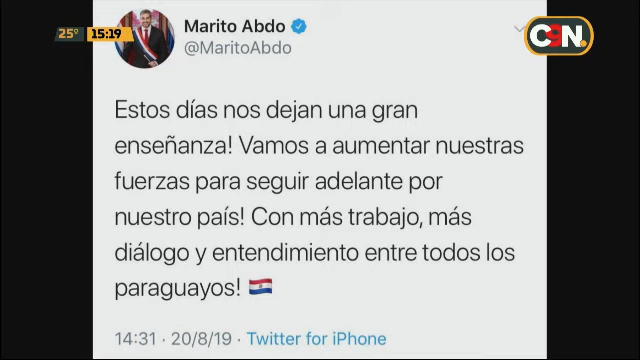 25° 15:19
C9N.
Marito Abdo
@MaritoAbdo
Estos días nos dejan una gran
enseñanza! Vamos a aumentar nuestras
fuerzas para seguir adelante por
nuestro país! Con más trabajo, más
diálogo y entendimiento entre todos los
paraguayos! 🇵🇾
14:31 · 20/8/19 · Twitter for iPhone